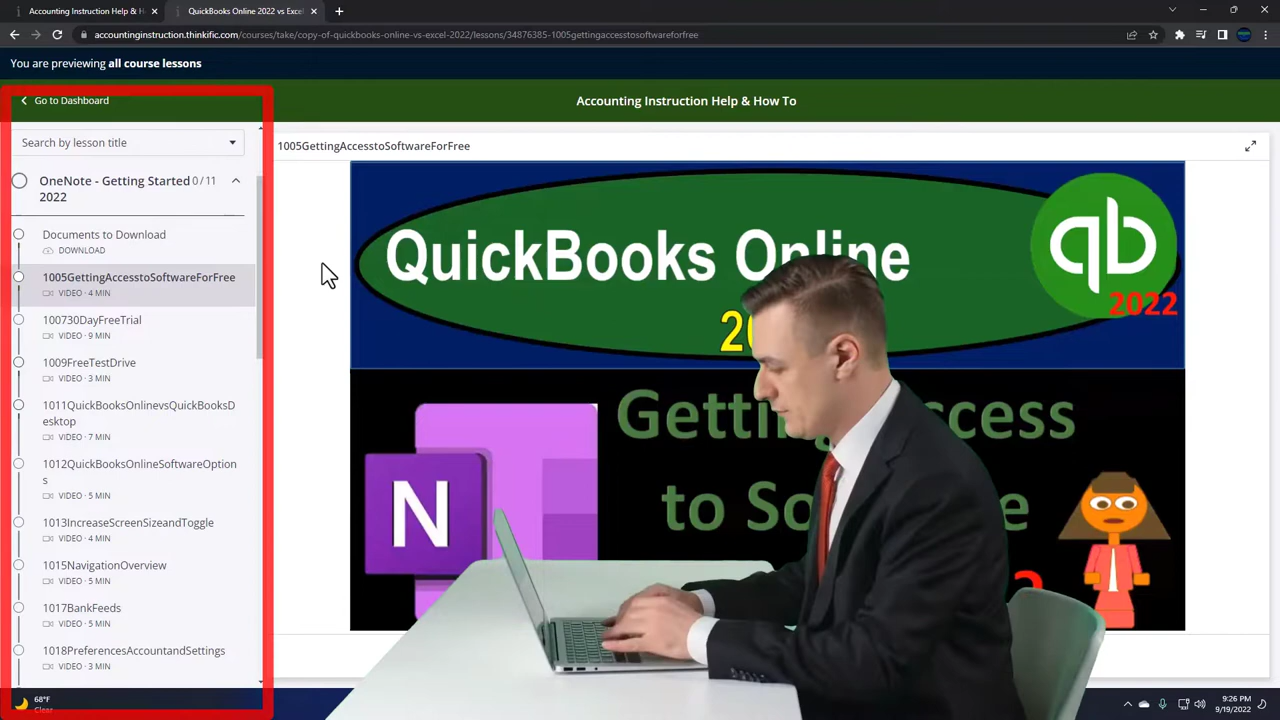 Accounting Instruction Help & H
QuickBooks Online 2022 vs Excel
accountinginstruction.thinkific.com/courses/take/copy-of-quickbooks-online-vs-excel-2022/lessons/34876385-1005gettingaccesstosoftwareforfree
You are previewing all course lessons
Go to Dashboard
Accounting Instruction Help & How To
Search by lesson title
1005GettingAccesstoSoftwareForFree
OneNote - Getting Started 0/11
2022
Documents to Download
DOWNLOAD
1005GettingAccesstoSoftwareForFree
VIDEO · 4 MIN
100730DayFreeTrial
VIDEO · 9 MIN
1009FreeTestDrive
VIDEO · 3 MIN
1011QuickBooksOnlinevsQuickBooksD
esktop
VIDEO · 7 MIN
1012QuickBooksOnlineSoftwareOption
s
VIDEO · 5 MIN
1013IncreaseScreenSizeandToggle
VIDEO · 4 MIN
1015NavigationOverview
VIDEO · 5 MIN
1017BankFeeds
VIDEO · 5 MIN
1018PreferencesAccountandSettings
VIDEO · 3 MIN
QuickBooks Online
qb
2022
N
to
68°F
Clear
9:26 PM
9/19/2022